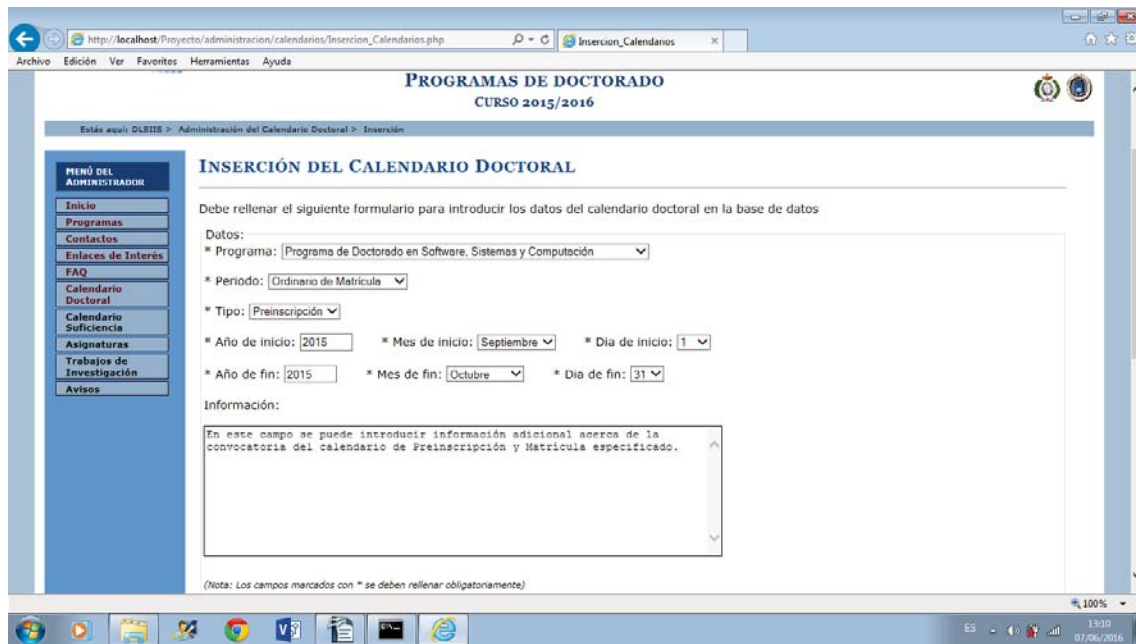 http://localhost/Proyecto/administracion/calendarios/Insercion_Calendarios.php
Insercion_Calendarios
Archivo Edición Ver Favoritos Herramientas Ayuda
PROGRAMAS DE DOCTORADO
CURSO 2015/2016
Estás aquí: DLSIIS > Administración del Calendario Doctoral > Inserción
MENÚ DEL
ADMINISTRADOR
Inicio
Programas
Contactos
Enlaces de Interés
FAQ
Calendario
Doctoral
Calendario
Suficiencia
Asignaturas
Trabajos de
Investigación
Avisos
INSERCIÓN DEL CALENDARIO DOCTORAL
Debe rellenar el siguiente formulario para introducir los datos del calendario doctoral en la base de datos
Datos:
* Programa: Programa de Doctorado en Software, Sistemas y Computación
* Periodo: Ordinario de Matrícula
* Tipo: Preinscripción
* Año de inicio: 2015 * Mes de inicio: Septiembre * Dia de inicio: 1
* Año de fin: 2015 * Mes de fin: Octubre * Dia de fin: 31
Información:
En este campo se puede introducir información adicional acerca de la
convocatoria del calendario de Preinscripción y Matrícula especificado.
(Nota: Los campos marcados con * se deben rellenar obligatoriamente)
100%
ES
13:10
07/06/2016